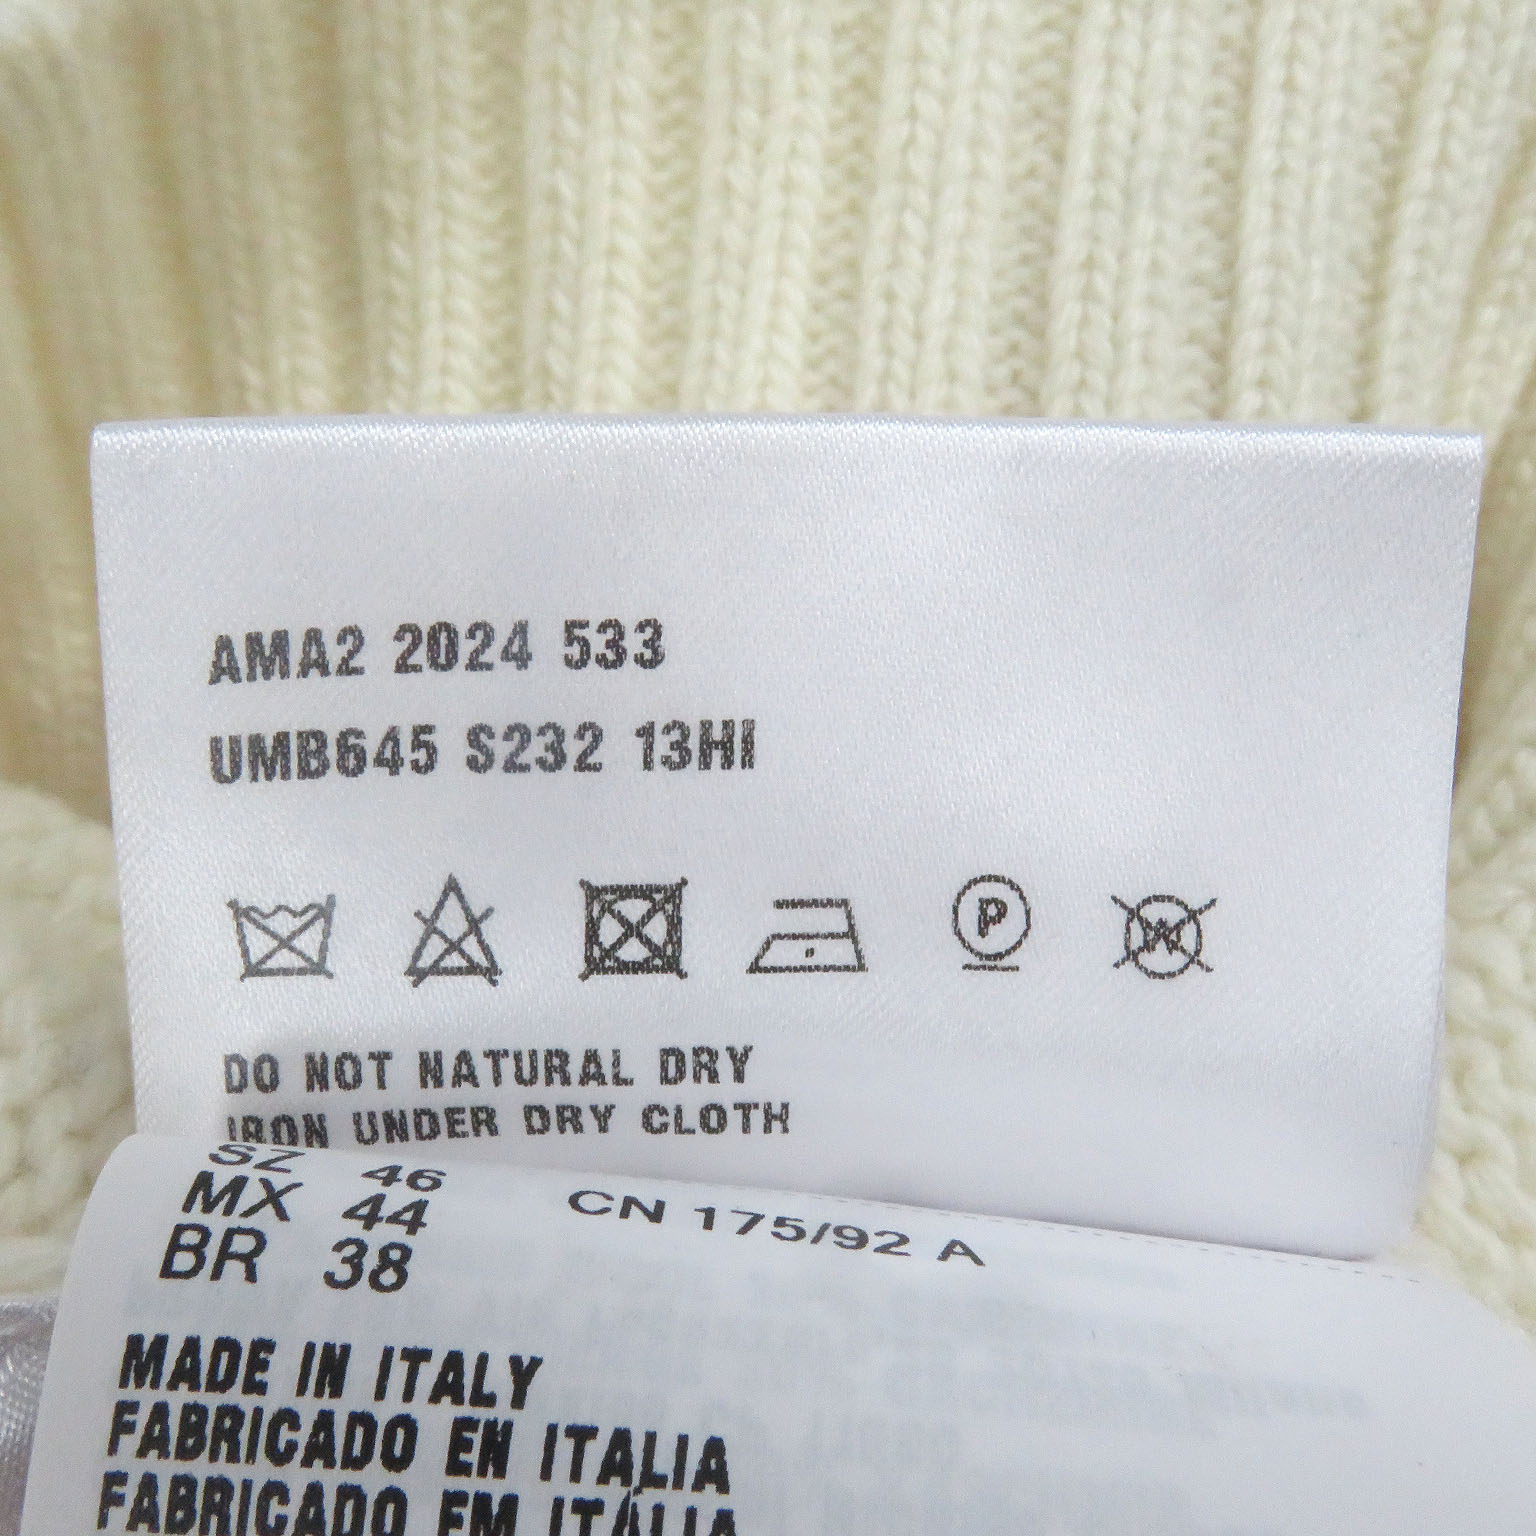 AMA2 2024 533
UMB645 S232 13HI
P W
DO NOT NATURAL DRY
IRON UNDER DRY CLOTH
SZ 46
MX 44 CN 175/92 A
BR 38
MADE IN ITALY
FABRICADO EN ITALIA
FABRICADO EM ITÁLIA